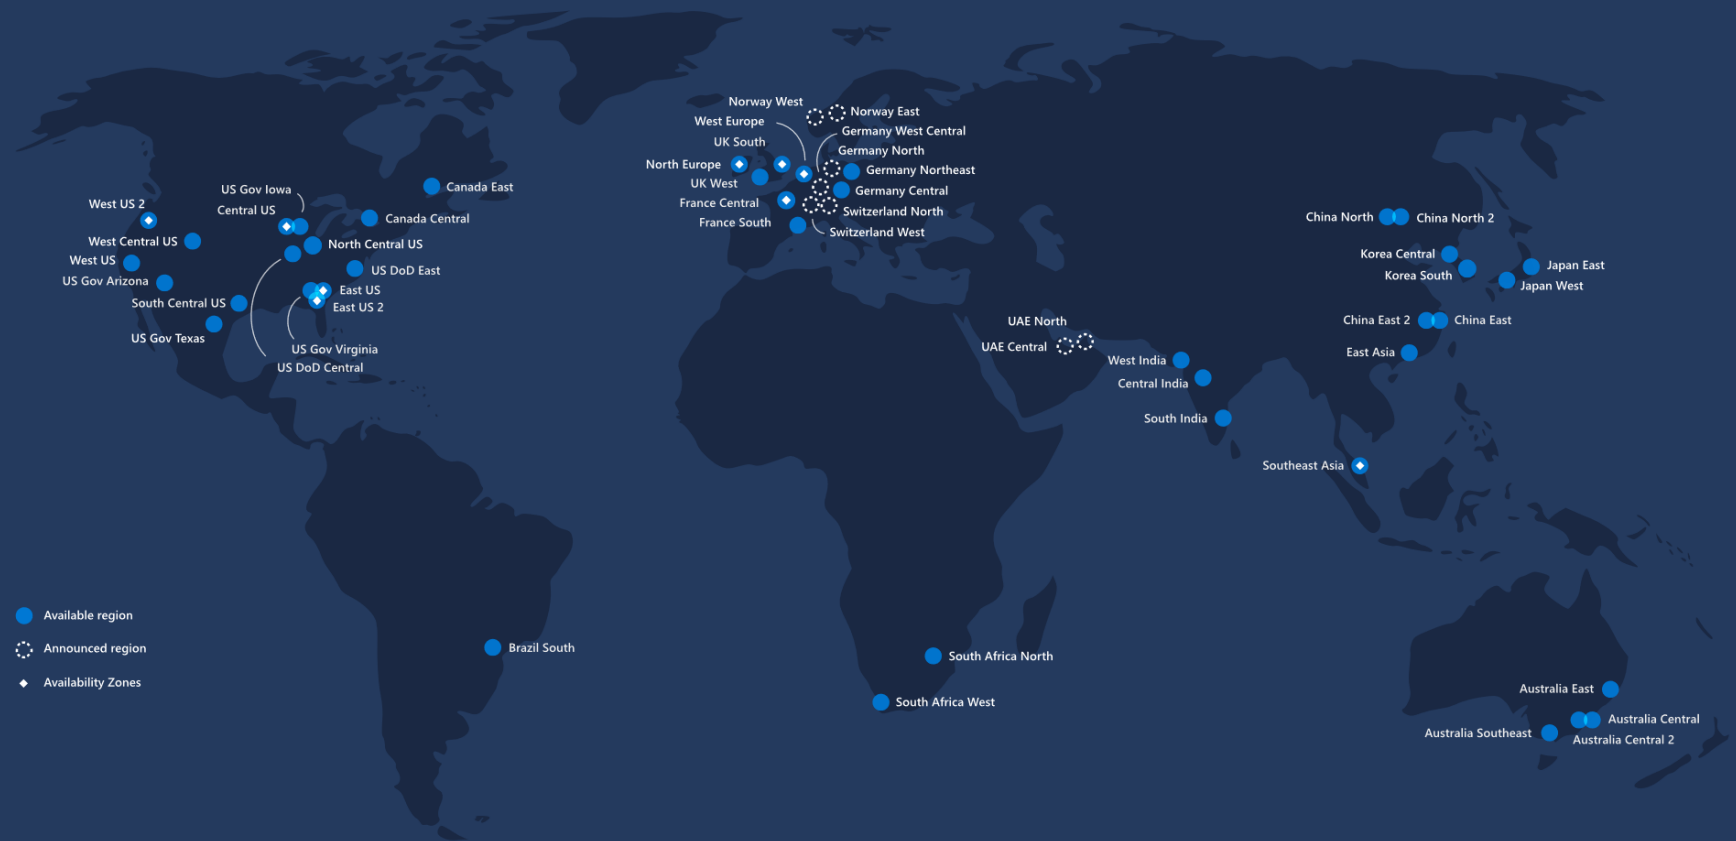 Norway West
Norway East
West Europe
Germany West Central
UK South
Germany North
North Europe
Germany Northeast
UK West
Germany Central
France Central
Switzerland North
France South
Switzerland West
Canada East
US Gov Iowa
West US 2
Central US
Canada Central
West Central US
North Central US
West US
US DoD East
US Gov Arizona
East US
South Central US
East US 2
US Gov Texas
US Gov Virginia
US DoD Central
China North
China North 2
Korea Central
Japan East
Korea South
Japan West
UAE North
China East 2
China East
UAE Central
East Asia
West India
Central India
South India
Southeast Asia
Available region
Announced region
Availability Zones
Brazil South
South Africa North
South Africa West
Australia East
Australia Central
Australia Southeast
Australia Central 2